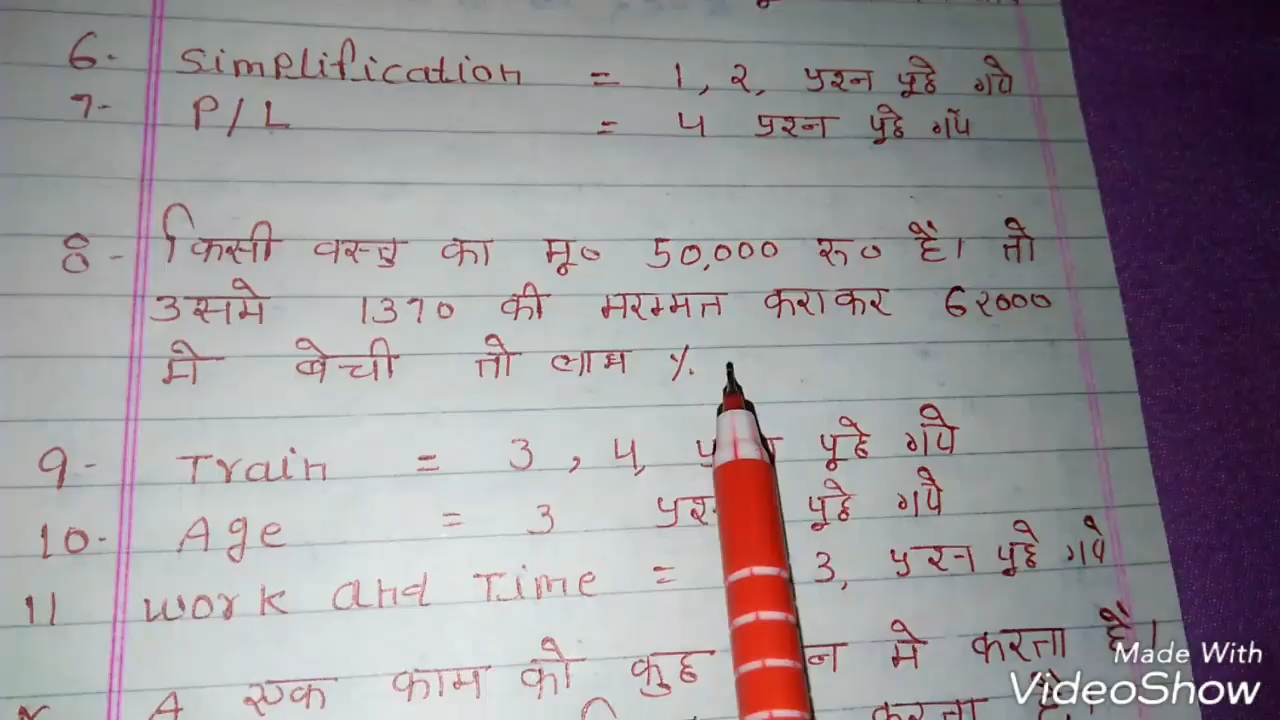 6. Simplification = 1, 2, प्रश्न पूछे गये
7- P/L = 4 प्रश्न पुछे गये
8- किसी वस्तु का मू० 50,000 रु० है। तो
उसमे 1370 की मरम्मत कराकर 62000
मे बेची तो लाभ %.
9- Train = 3, 4, पूछे गये
10- Age = 3 पूछे गये
11 Work and Time = 3, प्रश्न पुछे गये
A एक काम को कुछ मे करता है।
करता
Made With
VideoShow